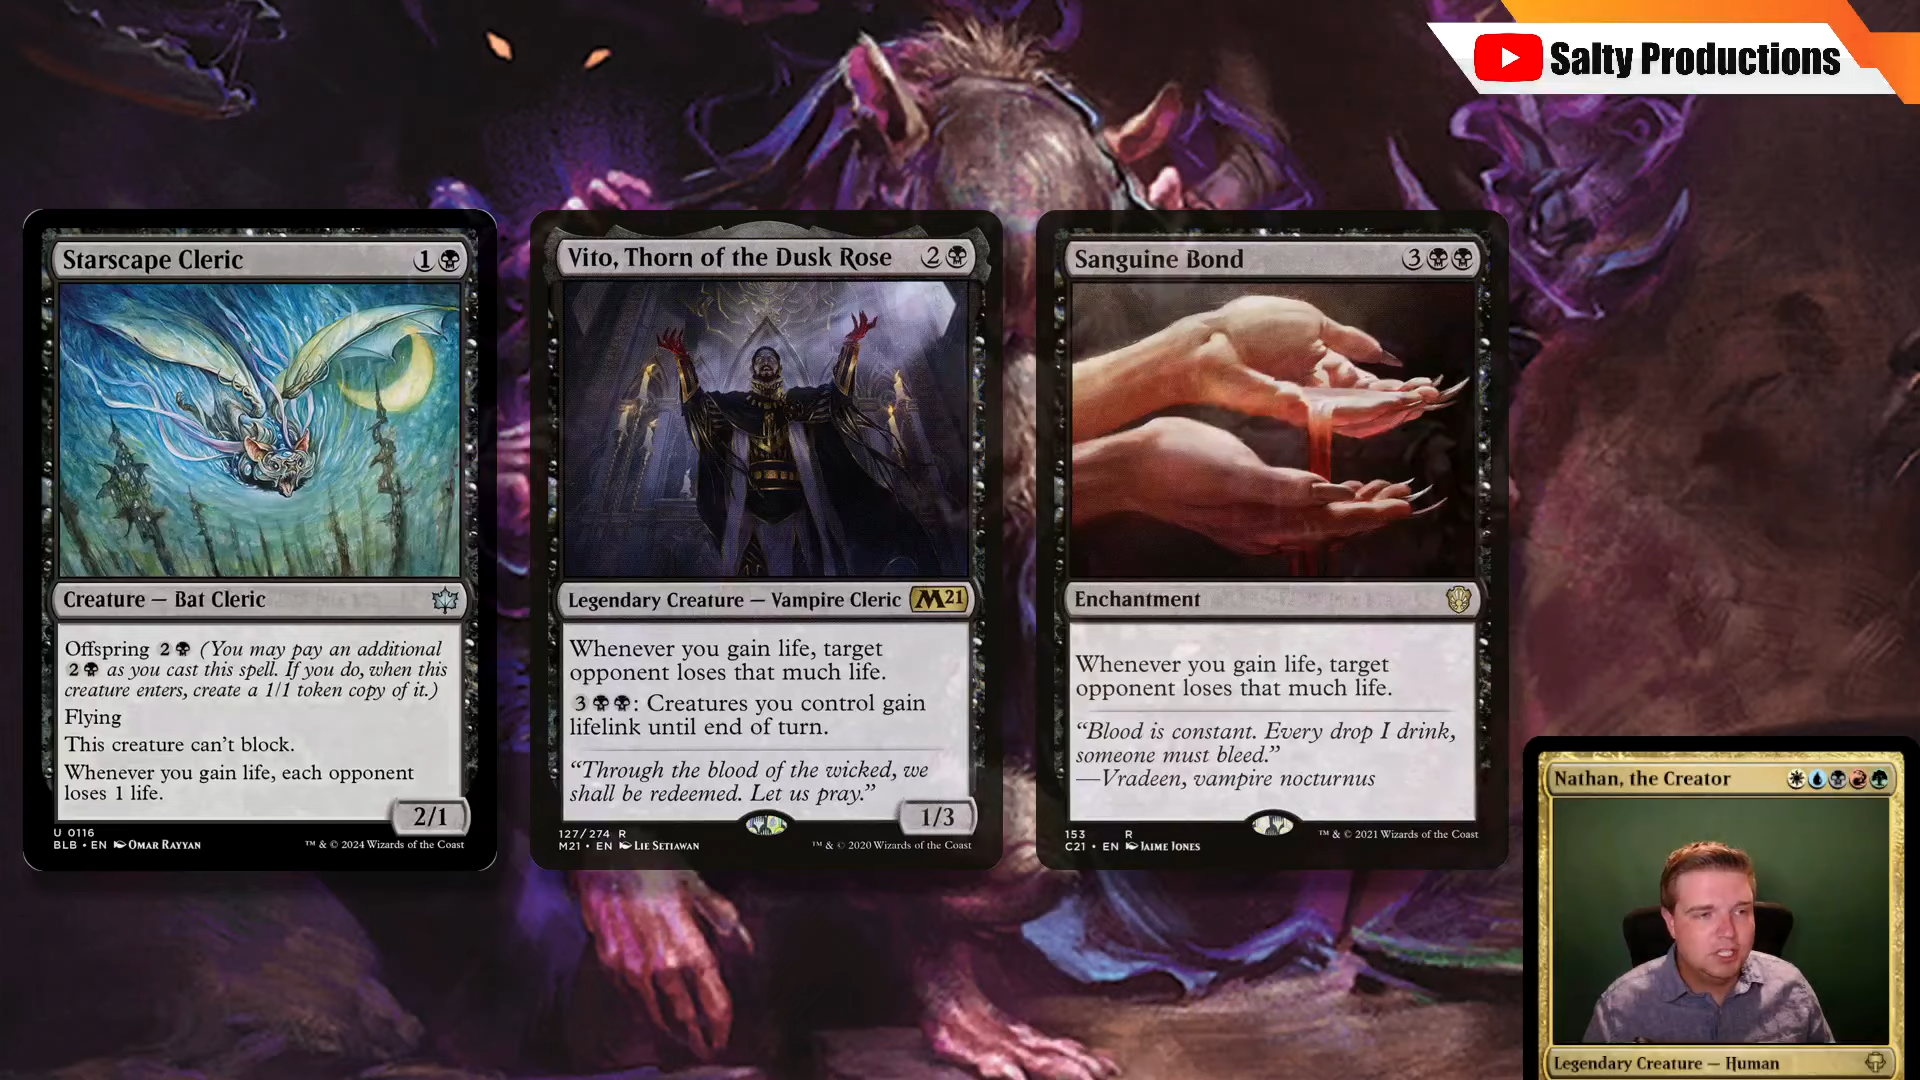 Salty Productions
Starscape Cleric 1
Creature — Bat Cleric
Offspring 2 (You may pay an additional
2 as you cast this spell. If you do, when this
creature enters, create a 1/1 token copy of it.)
Flying
This creature can't block.
Whenever you gain life, each opponent
loses 1 life.
2/1
U 0116
BLB • EN OMAR RAYYAN
™ & © 2024 Wizards of the Coast
Vito, Thorn of the Dusk Rose 2
Legendary Creature — Vampire Cleric M21
Whenever you gain life, target
opponent loses that much life.
3: Creatures you control gain
lifelink until end of turn.
“Through the blood of the wicked, we
shall be redeemed. Let us pray.”
1/3
127/274 R
M21 • EN LIE SETIAWAN
™ & © 2020 Wizards of the Coast
Sanguine Bond 3
Enchantment
Whenever you gain life, target
opponent loses that much life.
“Blood is constant. Every drop I drink,
someone must bleed.”
—Vradeen, vampire nocturnus
153 R
C21 • EN JAIME JONES
™ & © 2021 Wizards of the Coast
Nathan, the Creator
Legendary Creature — Human